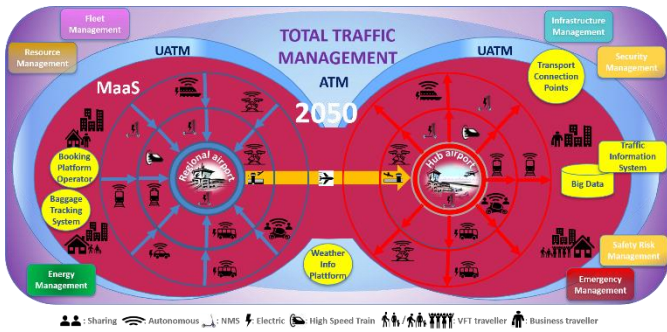 Fleet
Management
Resource
Management
UATM
TOTAL TRAFFIC
MANAGEMENT
ATM
2050
UATM
Infrastructure
Management
Security
Management
Transport
Connection
Points
MaaS
Booking
Platform
Operator
Baggage
Tracking
System
Regional airport
Hub airport
Traffic
Information
System
Big Data
Weather
Info
Plattform
Energy
Management
Safety Risk
Management
Emergency
Management
: Sharing : Autonomous : NMS : Electric : High Speed Train / : VFT traveller : Business traveller